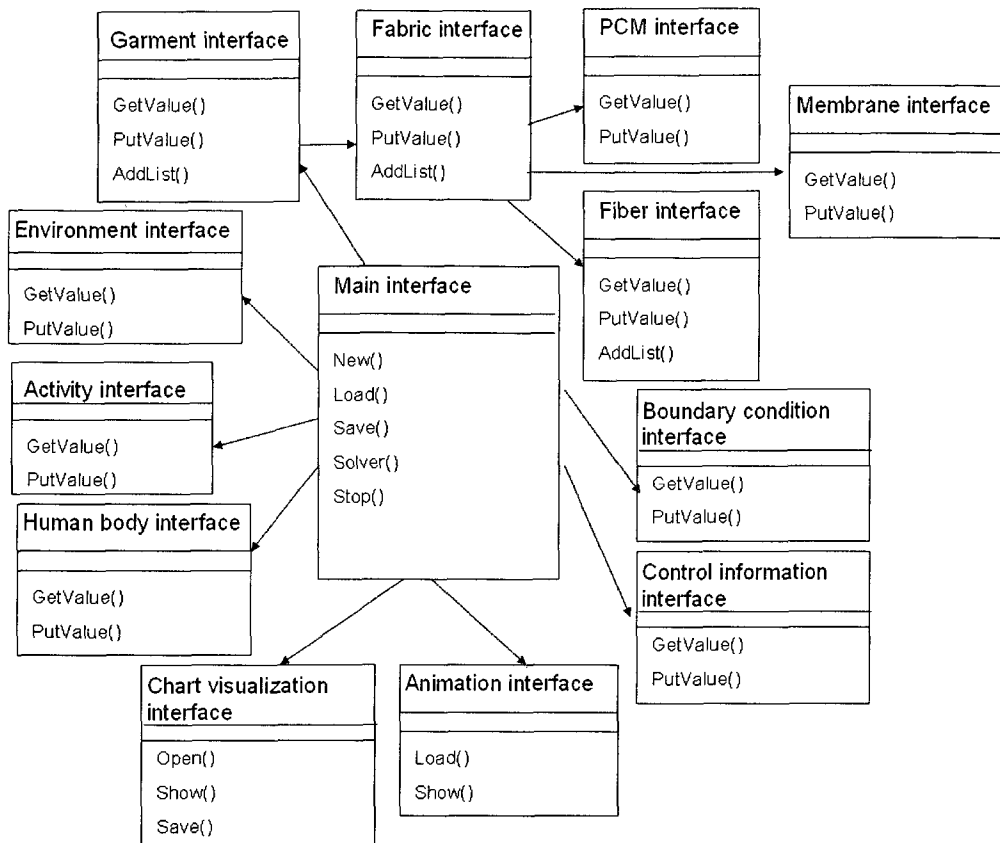 Garment interface
GetValue()
PutValue()
AddList()
Fabric interface
GetValue()
PutValue()
AddList()
PCM interface
GetValue()
PutValue()
Membrane interface
GetValue()
PutValue()
Fiber interface
GetValue()
PutValue()
AddList()
Environment interface
GetValue()
PutValue()
Main interface
New()
Load()
Save()
Solver()
Stop()
Activity interface
GetValue()
PutValue()
Boundary condition
interface
GetValue()
PutValue()
Human body interface
GetValue()
PutValue()
Control information
interface
GetValue()
PutValue()
Chart visualization
interface
Open()
Show()
Save()
Animation interface
Load()
Show()